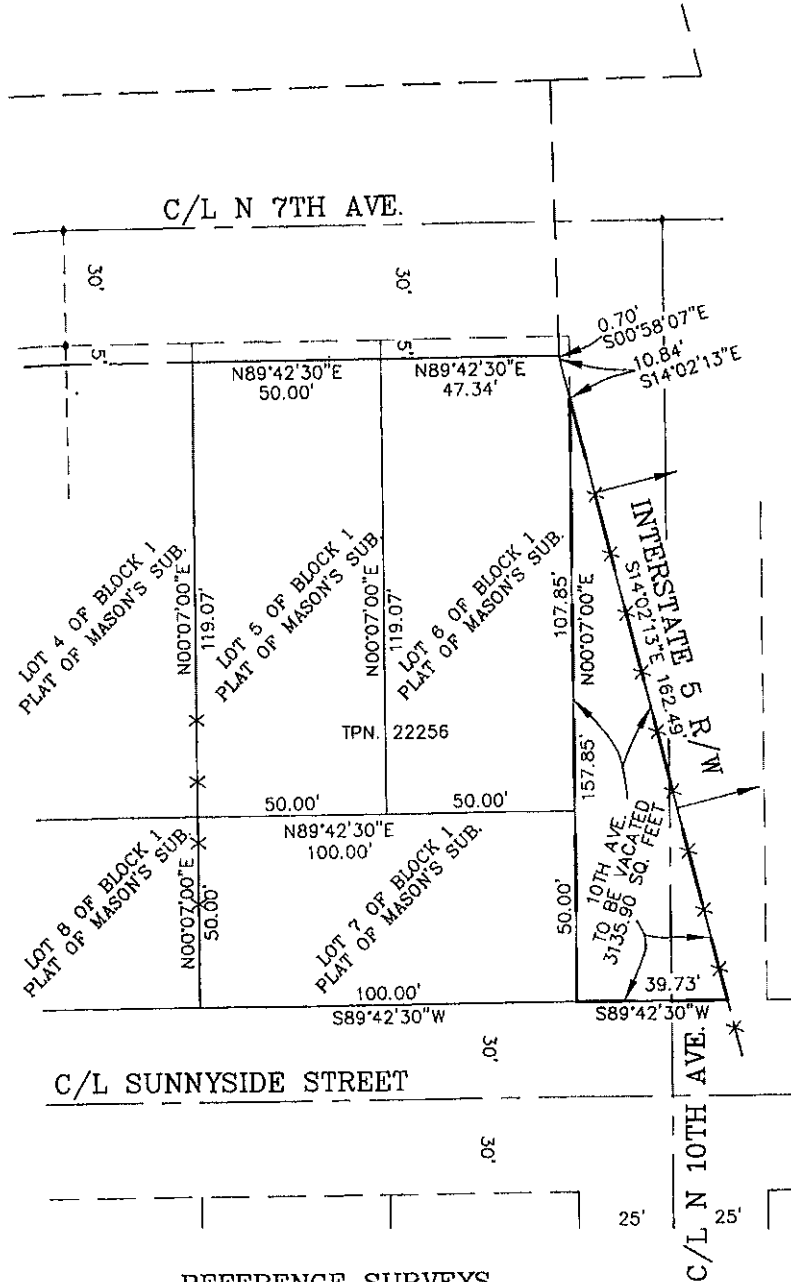 C/L N 7TH AVE.
30'
30'
0.70'
S00°58'07"E
10.84'
S14°02'13"E
5'
5'
N89°42'30"E
50.00'
N89°42'30"E
47.34'
INTERSTATE 5 R/W
S14°02'13"E 162.49'
LOT 4 OF BLOCK 1
PLAT OF MASON'S SUB.
N00°07'00"E
119.07'
LOT 5 OF BLOCK 1
PLAT OF MASON'S SUB.
N00°07'00"E
119.07'
LOT 6 OF BLOCK 1
PLAT OF MASON'S SUB.
107.85'
N00°07'00"E
157.85'
TPN. 22256
50.00'
50.00'
N89°42'30"E
100.00'
10TH AVE.
TO BE VACATED
3135.90 SQ. FEET
LOT 8 OF BLOCK 1
PLAT OF MASON'S SUB.
N00°07'00"E
50.00'
LOT 7 OF BLOCK 1
PLAT OF MASON'S SUB.
50.00'
100.00'
S89°42'30"W
39.73'
S89°42'30"W
30'
C/L SUNNYSIDE STREET
30'
25'
25'
C/L N 10TH AVE.
REFERENCE SURVEYS